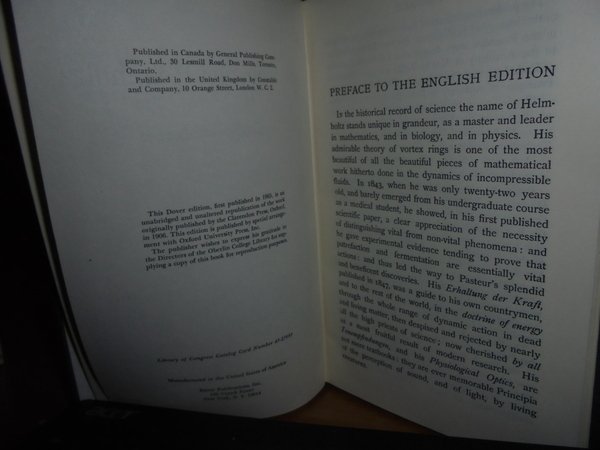 Published in Canada by General Publishing Com-
pany, Ltd., 30 Lesmill Road, Don Mills, Toronto,
Ontario.
Published in the United Kingdom by Constable
and Company, 10 Orange Street, London W. C. 2.
This Dover edition, first published in 1965, is an
unabridged and unaltered republication of the work
originally published by the Clarendon Press, Oxford,
in 1906. This edition is published by special arrange-
ment with Oxford University Press, Inc.
The publisher wishes to express his gratitude to
the Directors of the Oberlin College Library for sup-
plying a copy of this book for reproduction purposes.
Library of Congress Catalog Card Number
Manufactured in the United States of America
Dover Publications, Inc.
180 Varick Street
New York, N. Y. 10014
PREFACE TO THE ENGLISH EDITION
In the historical record of science the name of Helm-
holtz stands unique in grandeur, as a master and leader
in mathematics, and in biology, and in physics. His
admirable theory of vortex rings is one of the most
beautiful of all the beautiful pieces of mathematical
work hitherto done in the dynamics of incompressible
fluids. In 1843, when he was only twenty-two years
old, and barely emerged from his undergraduate course
as a medical student, he showed, in his first published
scientific paper, a clear appreciation of the necessity
of distinguishing vital from non-vital phenomena: and
he gave experimental evidence tending to prove that
putrefaction and fermentation are essentially vital
actions: and thus led the way to Pasteur's splendid
and beneficent discoveries. His Erhaltung der Kraft,
published in 1847, was a guide to his own countrymen,
and to the rest of the world, in the doctrine of energy
through the whole range of dynamic action in dead
and living matter; then despised and rejected by nearly
all the high priests of science; now cherished by all
as a most fruitful result of modern research. His
Tonempfindungen, and his Physiological Optics, are
not mere textbooks: they are ever memorable Principia
of the perception of sound, and of light, by living
creatures.